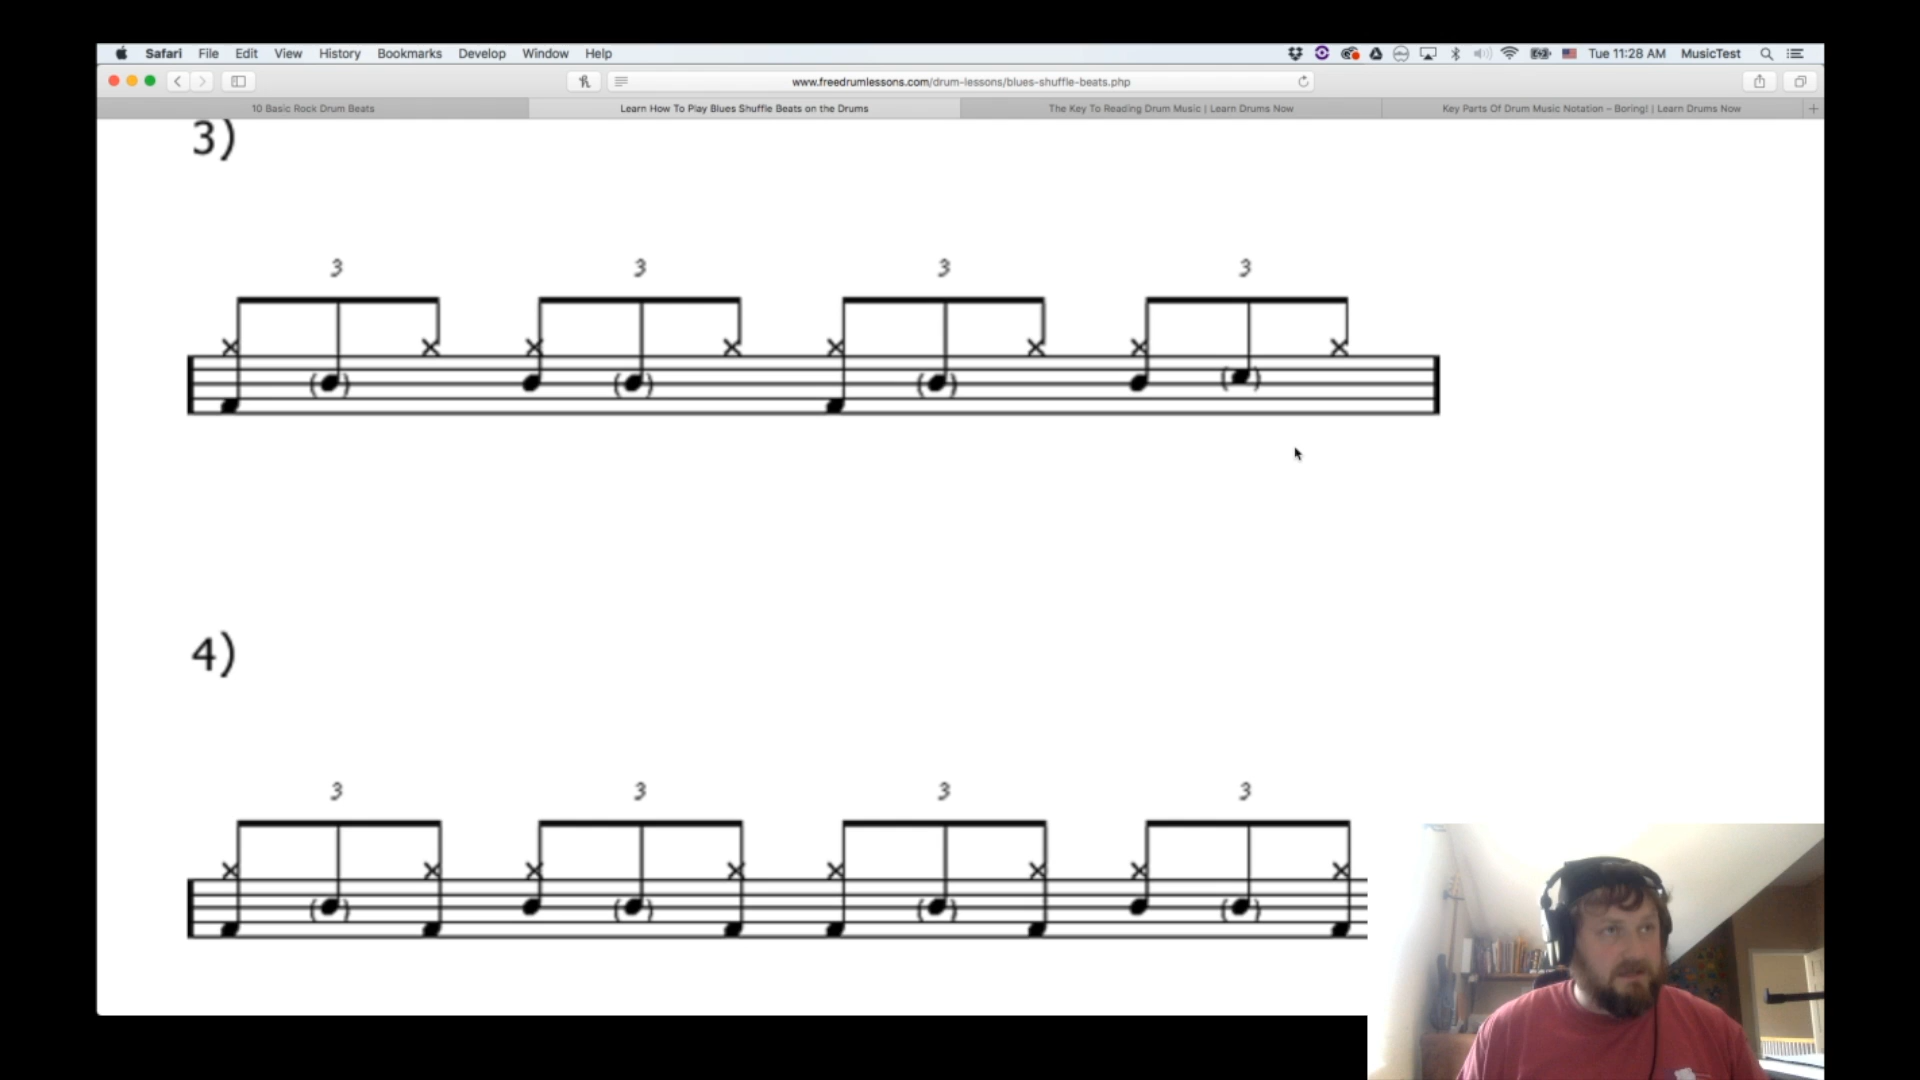 Safari File Edit View History Bookmarks Develop Window Help Tue 11:28 AM MusicTest
www.freedrumlessons.com/drum-lessons/blues-shuffle-beats.php
10 Basic Rock Drum Beats Learn How To Play Blues Shuffle Beats on the Drums The Key To Reading Drum Music | Learn Drums Now Key Parts Of Drum Music Notation – Boring! | Learn Drums Now
3)
3 3 3 3
4)
3 3 3 3